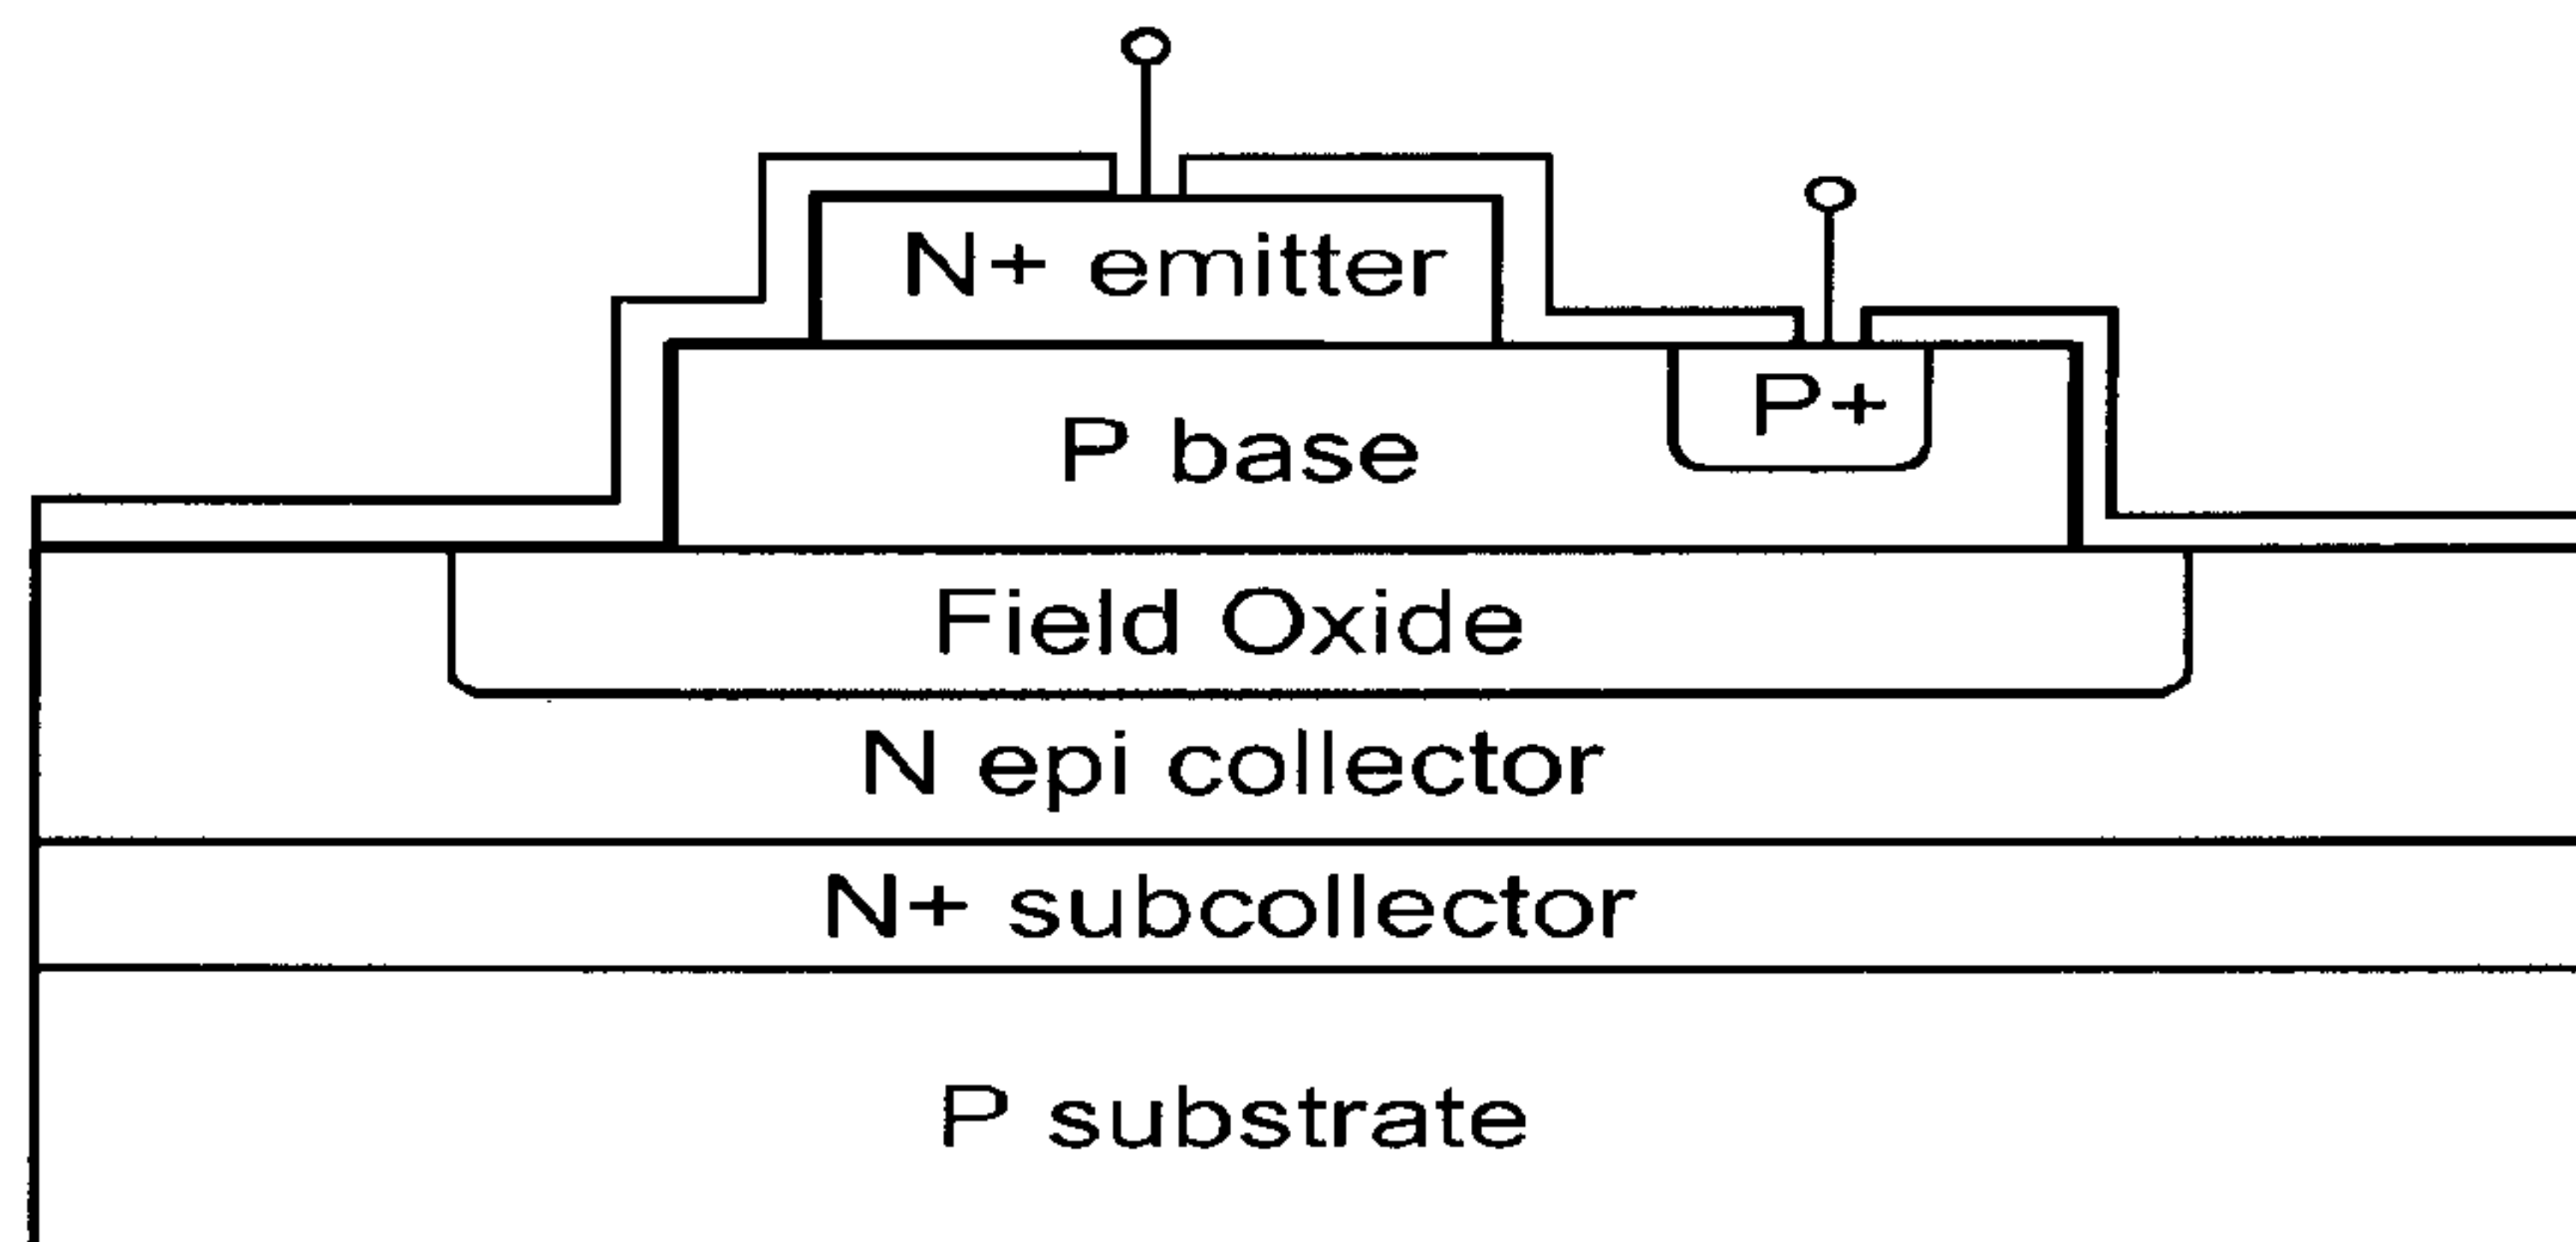 N+ emitter
P+
P base
Field Oxide
N epi collector
N+ subcollector
P substrate